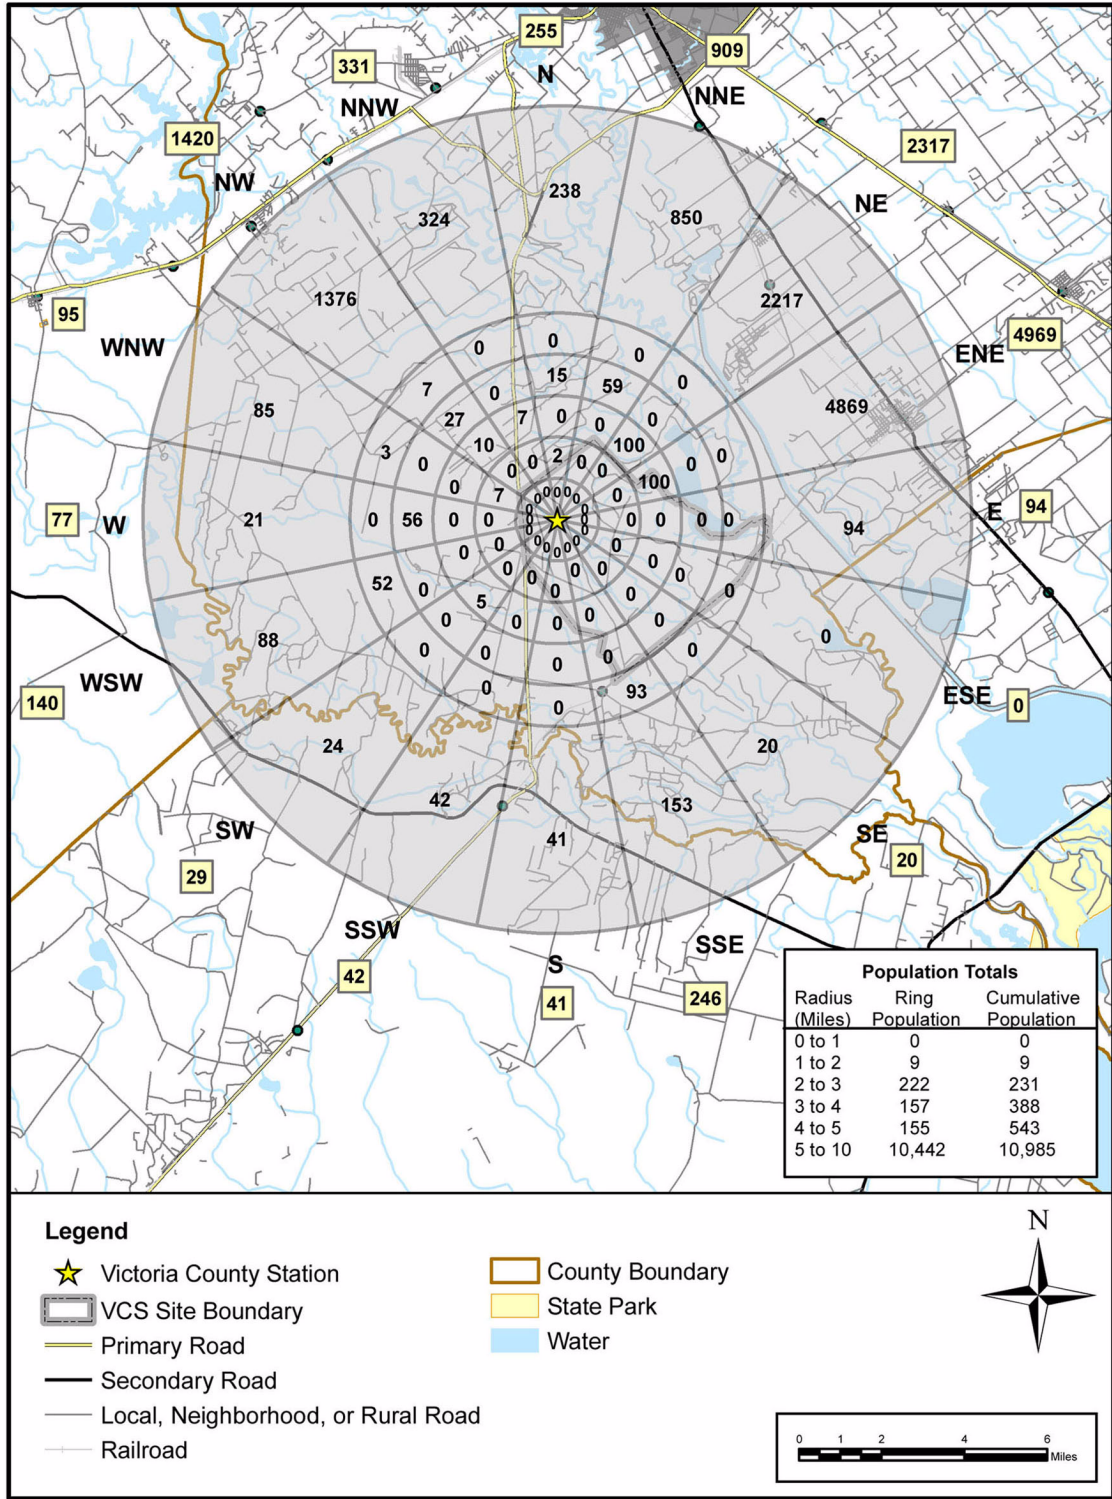 255
909
331
N
NNW
NNE
1420
2317
NW
238
324
850
NE
1376
2217
95
WNW
4969
ENE
0 0 0
7 15 59 0
85
4869
27 0 7 0 0 0
3 10 100
0 0 2 0 0 0 0
0 7 100 0
0 0 0 0 0 0
77
W
21
0 56 0 0
0 0 0 0
94
E
94
0 0 0 0
52 0 0 0 0 0
0 5 0 0 0
0 0 0 0
88
0
0 0 0 0
WSW
140
0 93
0
ESE
0
24
20
42
153
SW
41
SE
20
29
SSW
SSE
S
42
41
246
Population Totals
Radius Ring Cumulative
(Miles) Population Population
0 to 1 0 0
1 to 2 9 9
2 to 3 222 231
3 to 4 157 388
4 to 5 155 543
5 to 10 10,442 10,985
Legend
N
Victoria County Station
County Boundary
VCS Site Boundary
State Park
Primary Road
Water
Secondary Road
Local, Neighborhood, or Rural Road
Railroad
0 1 2 4 6
Miles